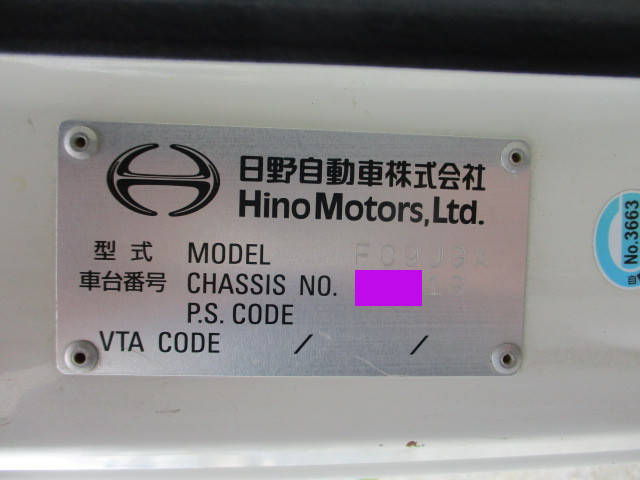 日野自動車株式会社
Hino Motors, Ltd.
型式 MODEL
車台番号 CHASSIS NO.
P.S. CODE
VTA CODE / /
No.3663